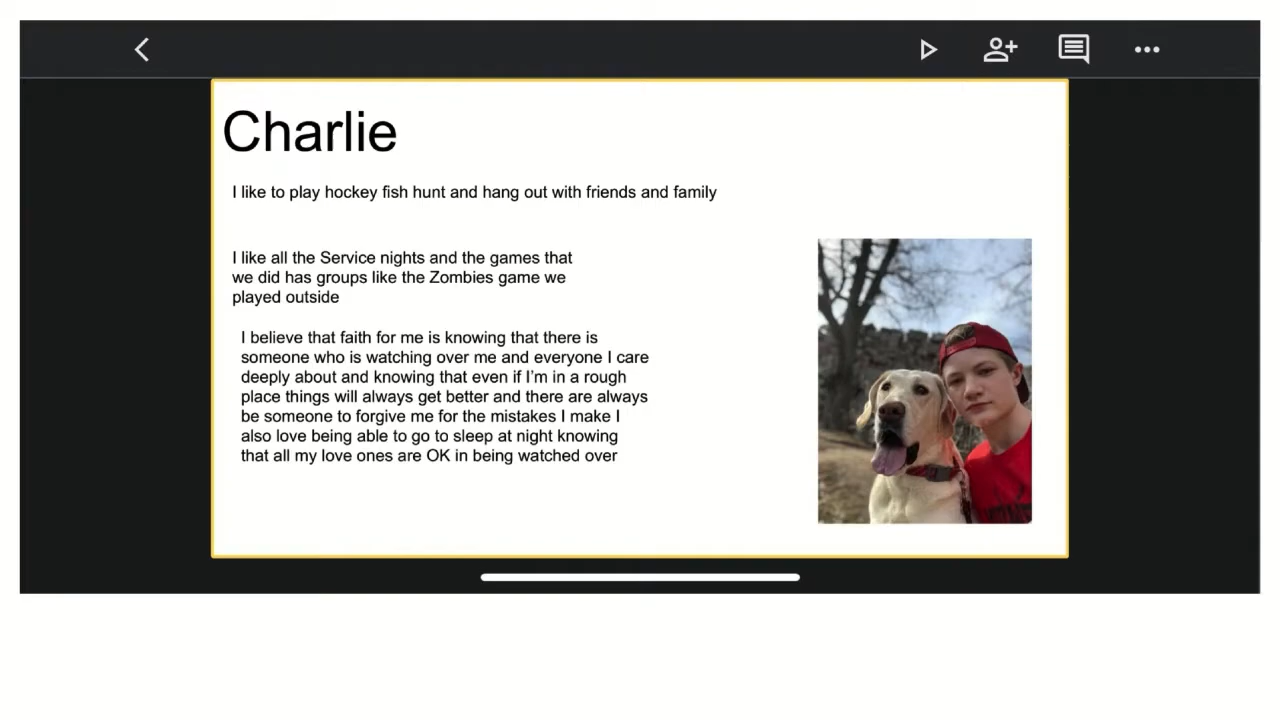 Charlie
I like to play hockey fish hunt and hang out with friends and family
I like all the Service nights and the games that
we did has groups like the Zombies game we
played outside
I believe that faith for me is knowing that there is
someone who is watching over me and everyone I care
deeply about and knowing that even if I'm in a rough
place things will always get better and there are always
be someone to forgive me for the mistakes I make I
also love being able to go to sleep at night knowing
that all my love ones are OK in being watched over